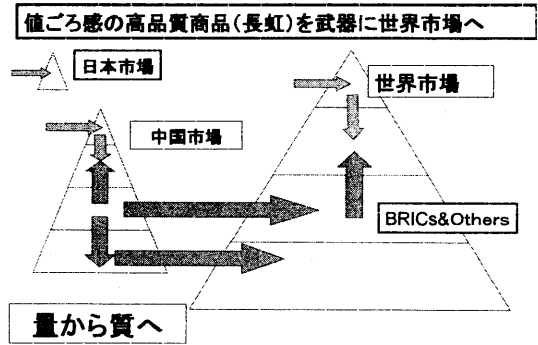 値ごろ感の高品質商品(長虹)を武器に世界市場へ
日本市場
世界市場
中国市場
BRICs&Others
量から質へ